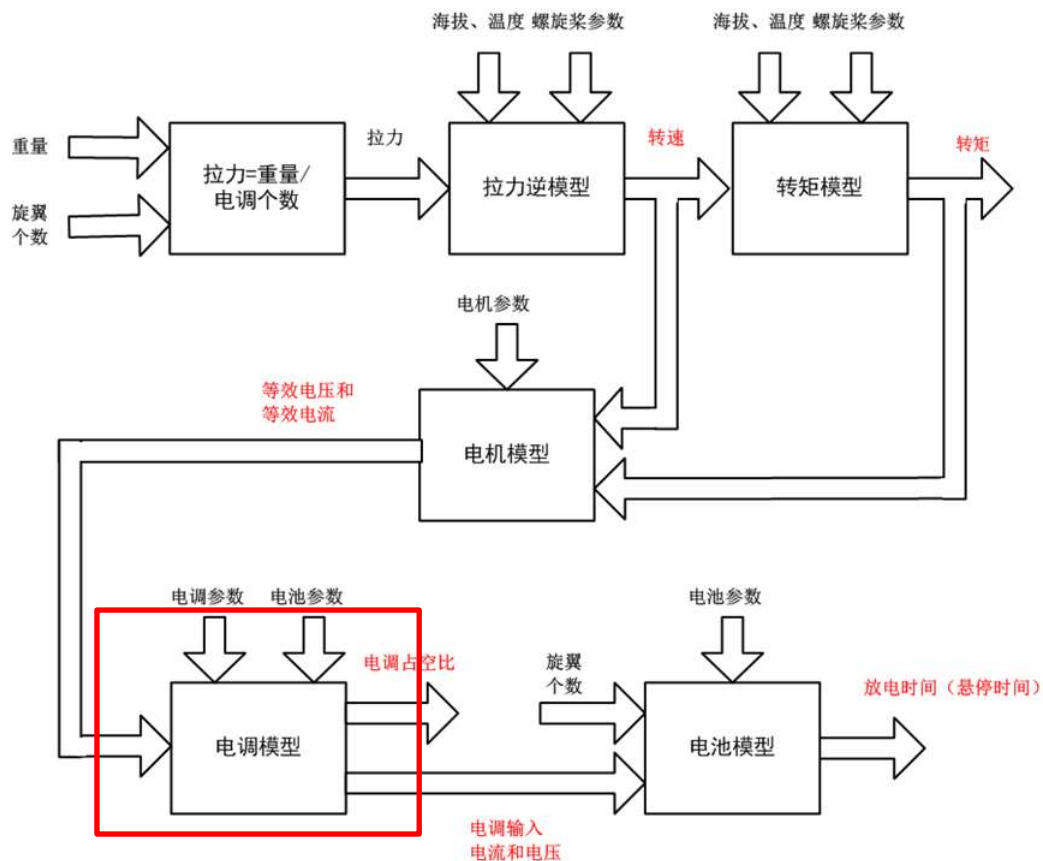 海拔、温度 螺旋桨参数
海拔、温度 螺旋桨参数
重量
旋翼
个数
拉力=重量/
电调个数
拉力
拉力逆模型
转速
转矩模型
转矩
电机参数
等效电压和
等效电流
电机模型
电调参数
电池参数
电调占空比
电调模型
电调输入
电流和电压
旋翼
个数
电池参数
电池模型
放电时间（悬停时间）